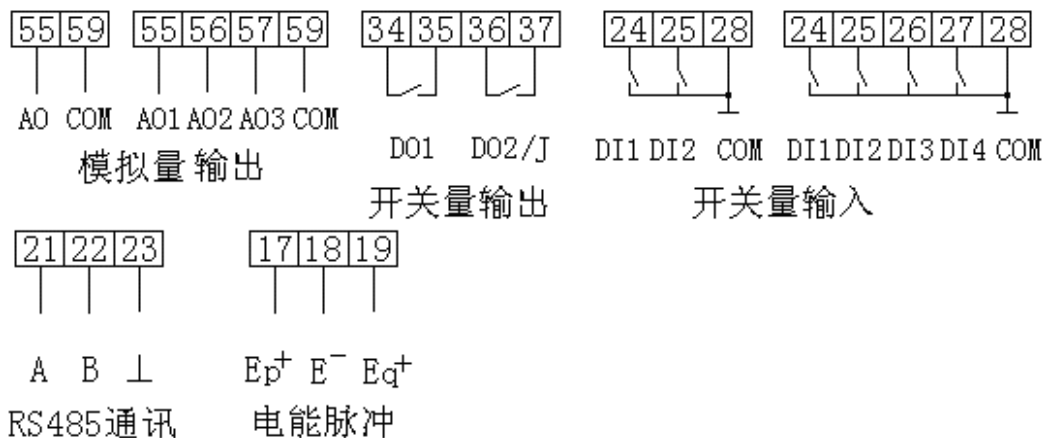 55 59 55 56 57 59 34 35 36 37 24 25 28 24 25 26 27 28
AO COM AO1 AO2 AO3 COM DO1 DO2/J DI1 DI2 COM DI1 DI2 DI3 DI4 COM
模拟量输出 开关量输出 开关量输入
21 22 23 17 18 19
A B ⊥ Ep+ E- Eq+
RS485通讯 电能脉冲